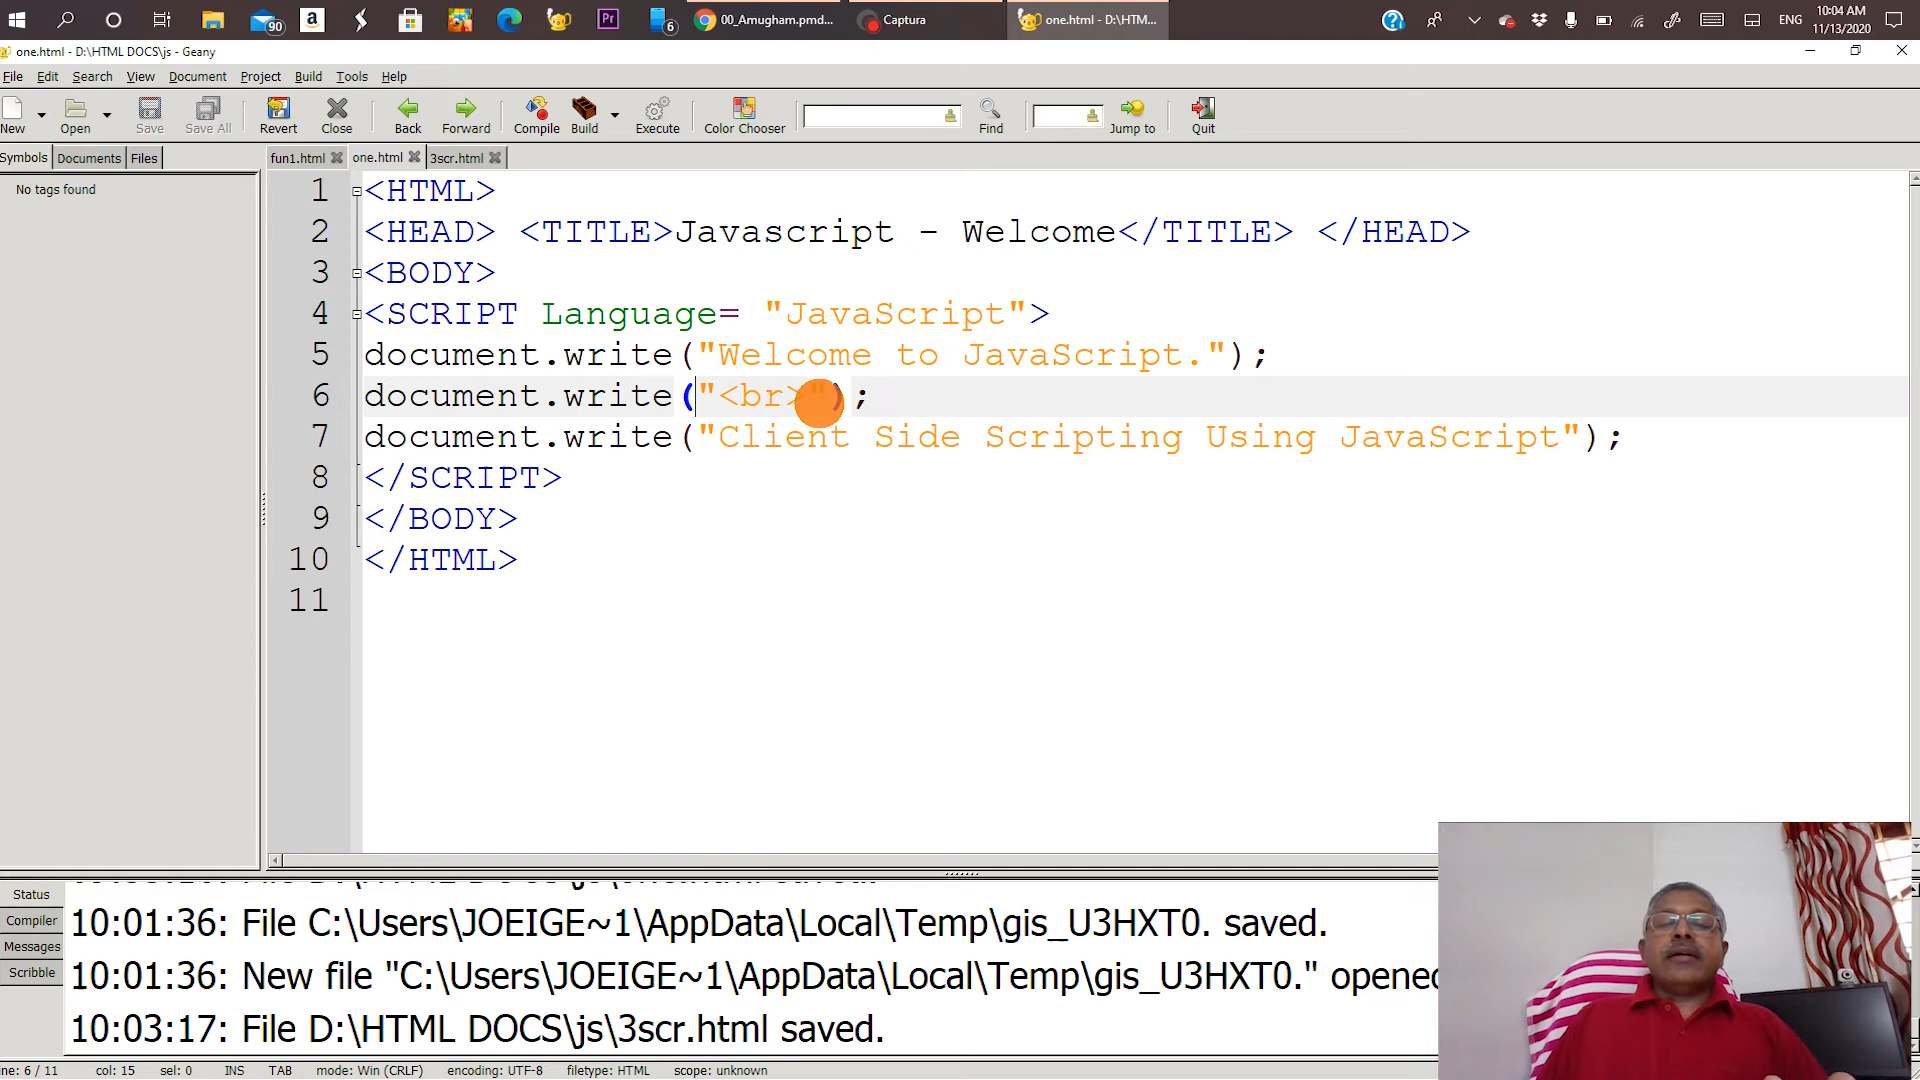 90
6
00_Amugham.pmd...
Captura
one.html - D:\HTM...
ENG
10:04 AM
11/13/2020
one.html - D:\HTML DOCS\js - Geany
File Edit Search View Document Project Build Tools Help
New Open Save Save All Revert Close Back Forward Compile Build Execute Color Chooser Find Jump to Quit
Symbols Documents Files
fun1.html one.html 3scr.html
No tags found
1 <HTML>
2 <HEAD> <TITLE>Javascript - Welcome</TITLE> </HEAD>
3 <BODY>
4 <SCRIPT Language= "JavaScript">
5 document.write("Welcome to JavaScript.");
6 document.write("<br>");
7 document.write("Client Side Scripting Using JavaScript");
8 </SCRIPT>
9 </BODY>
10 </HTML>
11
Status
Compiler
Messages
Scribble
10:01:36: File C:\Users\JOEIGE~1\AppData\Local\Temp\gis_U3HXT0. saved.
10:01:36: New file "C:\Users\JOEIGE~1\AppData\Local\Temp\gis_U3HXT0." opened
10:03:17: File D:\HTML DOCS\js\3scr.html saved.
ine: 6 / 11 col: 15 sel: 0 INS TAB mode: Win (CRLF) encoding: UTF-8 filetype: HTML scope: unknown